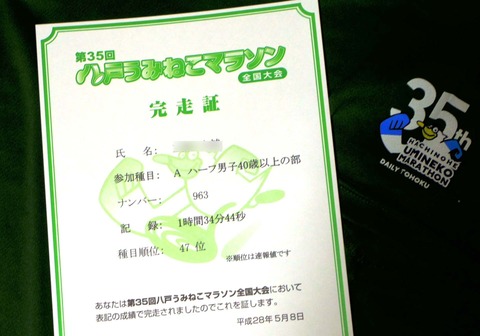 第35回
八戸うみねこマラソン
全国大会
完走証
氏 名:
参加種目: A ハーフ男子40歳以上の部
ナンバー: 963
記 録: 1時間34分44秒
種目順位: 47 位
※順位は速報値です
あなたは第35回八戸うみねこマラソン全国大会において
表記の成績で完走されましたのでこれを証します。
平成28年5月8日
35th
HACHINOHE
UMINEKO
MARATHON
DAILY TOHOKU